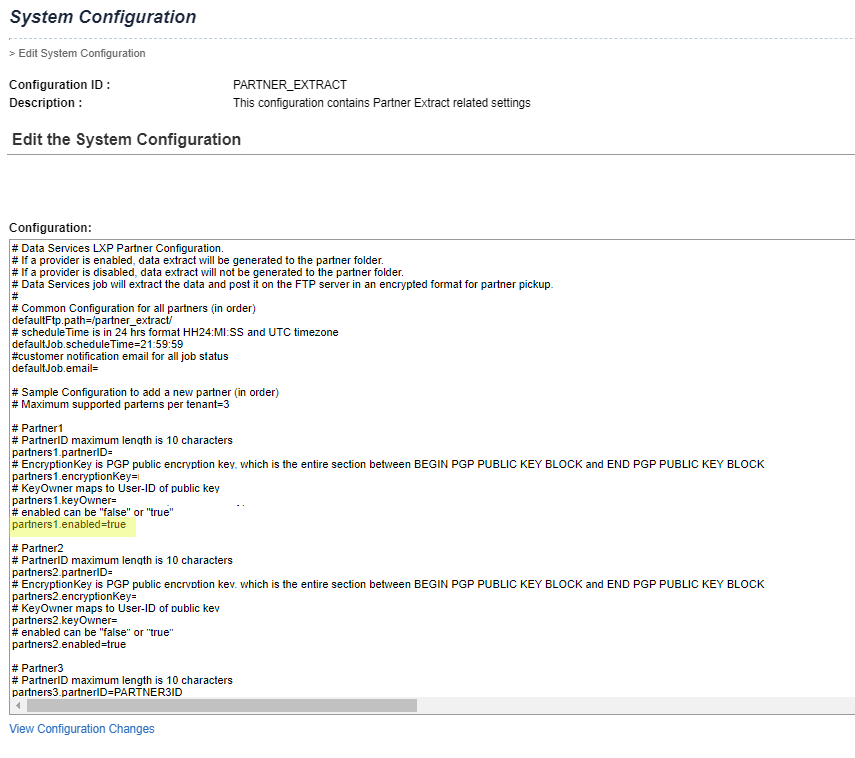 System Configuration
> Edit System Configuration
Configuration ID : PARTNER_EXTRACT
Description : This configuration contains Partner Extract related settings
Edit the System Configuration
Configuration:
# Data Services LXP Partner Configuration.
# If a provider is enabled, data extract will be generated to the partner folder.
# If a provider is disabled, data extract will not be generated to the partner folder.
# Data Services job will extract the data and post it on the FTP server in an encrypted format for partner pickup.
#
# Common Configuration for all partners (in order)
defaultFtp.path=/partner_extract/
# scheduleTime is in 24 hrs format HH24:MI:SS and UTC timezone
defaultJob.scheduleTime=21:59:59
#customer notification email for all job status
defaultJob.email=
# Sample Configuration to add a new partner (in order)
# Maximum supported parterns per tenant=3
# Partner1
# PartnerID maximum length is 10 characters
partners1.partnerID=
# EncryptionKey is PGP public encryption key, which is the entire section between BEGIN PGP PUBLIC KEY BLOCK and END PGP PUBLIC KEY BLOCK
partners1.encryptionKey=
# KeyOwner maps to User-ID of public key
partners1.keyOwner=
# enabled can be "false" or "true"
partners1.enabled=true
# Partner2
# PartnerID maximum length is 10 characters
partners2.partnerID=
# EncryptionKey is PGP public encryption key, which is the entire section between BEGIN PGP PUBLIC KEY BLOCK and END PGP PUBLIC KEY BLOCK
partners2.encryptionKey=
# KeyOwner maps to User-ID of public key
partners2.keyOwner=
# enabled can be "false" or "true"
partners2.enabled=true
# Partner3
# PartnerID maximum length is 10 characters
partners3.partnerID=PARTNER3ID
View Configuration Changes